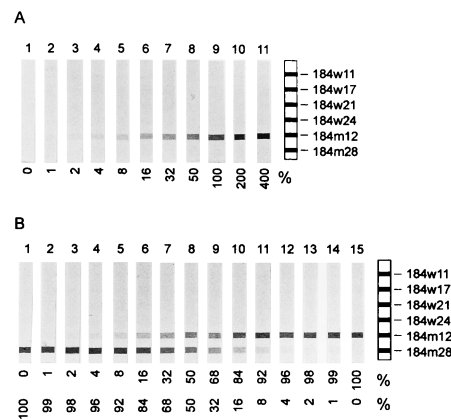 A
1 2 3 4 5 6 7 8 9 10 11
184w11
184w17
184w21
184w24
184m12
184m28
0 1 2 4 8 16 32 50 100 200 400 %
B
1 2 3 4 5 6 7 8 9 10 11 12 13 14 15
184w11
184w17
184w21
184w24
184m12
184m28
0 1 2 4 8 16 32 50 68 84 92 96 98 99 100 %
100 99 98 96 92 84 68 50 32 16 8 4 2 1 0 %